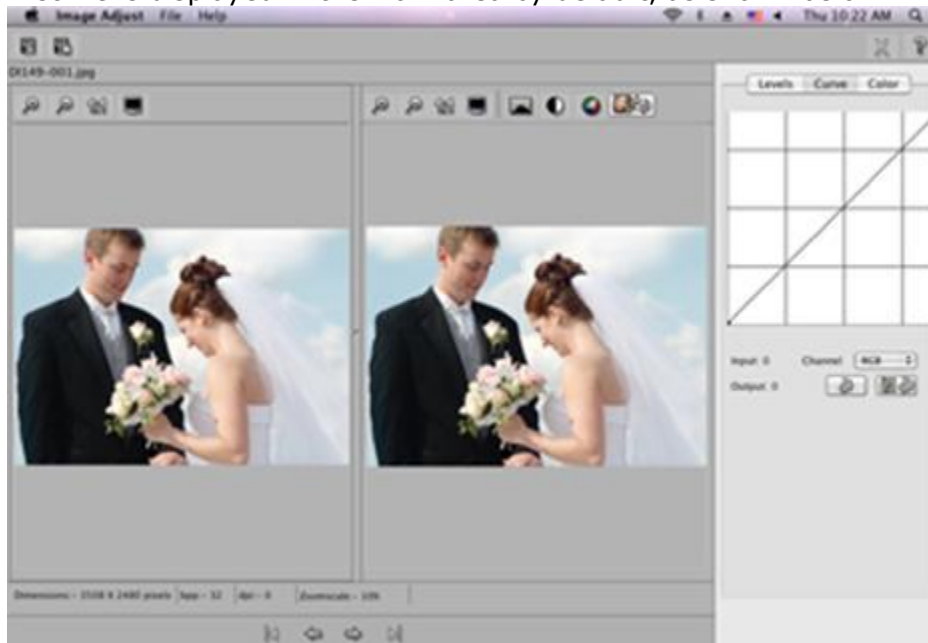 Image Adjust File Help Thu 10:22 AM
DI149-001.jpg
Levels Curve Color
Input 0 Channel RGB
Output 0
Dimensions - 3508 X 2480 pixels bpp - 32 dpi - 0 Zoomscale - 10%